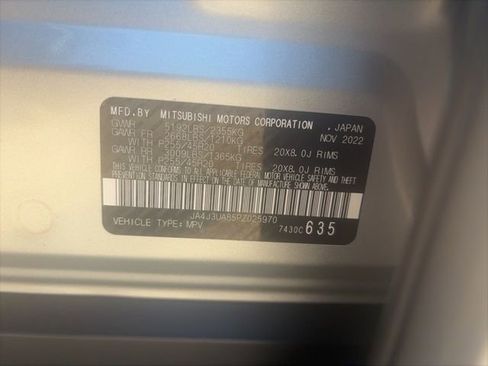 MFD.BY MITSUBISHI MOTORS CORPORATION , JAPAN
GVWR 5192LBS/2355KG NOV 2022
GAWR FR 2668LBS/1210KG
WITH P255/45R20 TIRES 20X8.0J RIMS
GAWR RR 3009LBS/1365KG
WITH P255/45R20 TIRES 20X8.0J RIMS
THIS VEHICLE CONFORMS TO ALL APPLICABLE FEDERAL MOTOR VEHICLE SAFETY, BUMPER AND THEFT
PREVENTION STANDARDS IN EFFECT ON THE DATE OF MANUFACTURE SHOWN ABOVE.
JA4J3UA85PZ025970
VEHICLE TYPE: MPV 7430C 635